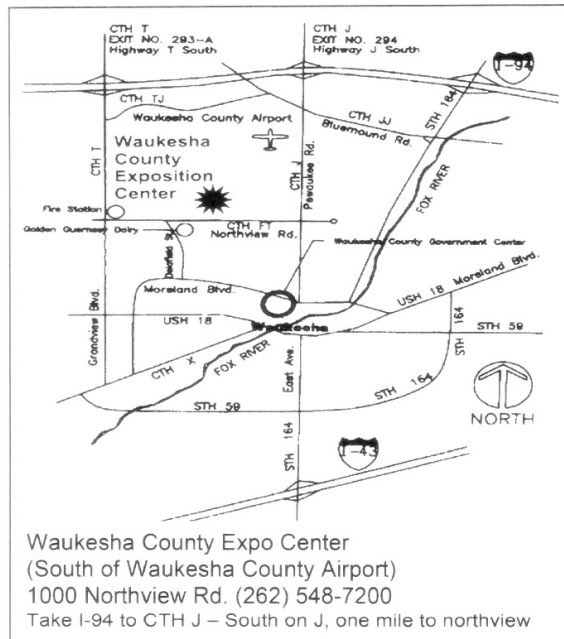 CTH T
EXIT NO. 293-A
Highway T South
CTH J
EXIT NO. 294
Highway J South
I-94
CTH TJ
Waukesha County Airport
CTH JJ
Bluemound Rd.
STH 164
Waukesha
County
Exposition
Center
CTH T
CTH J
Pewaukee Rd.
FOX RIVER
Fire Station
CTH FT
Northview Rd.
Golden Guernsey Dairy
Delafield St.
Waukesha County Government Center
Moreland Blvd.
USH 18 Moreland Blvd.
Grandview Blvd.
USH 18
Waukesha
STH 164
STH 59
CTH X
FOX RIVER
East Ave.
STH 164
STH 59
NORTH
STH 164
I-43
Waukesha County Expo Center
(South of Waukesha County Airport)
1000 Northview Rd. (262) 548-7200
Take I-94 to CTH J – South on J, one mile to northview